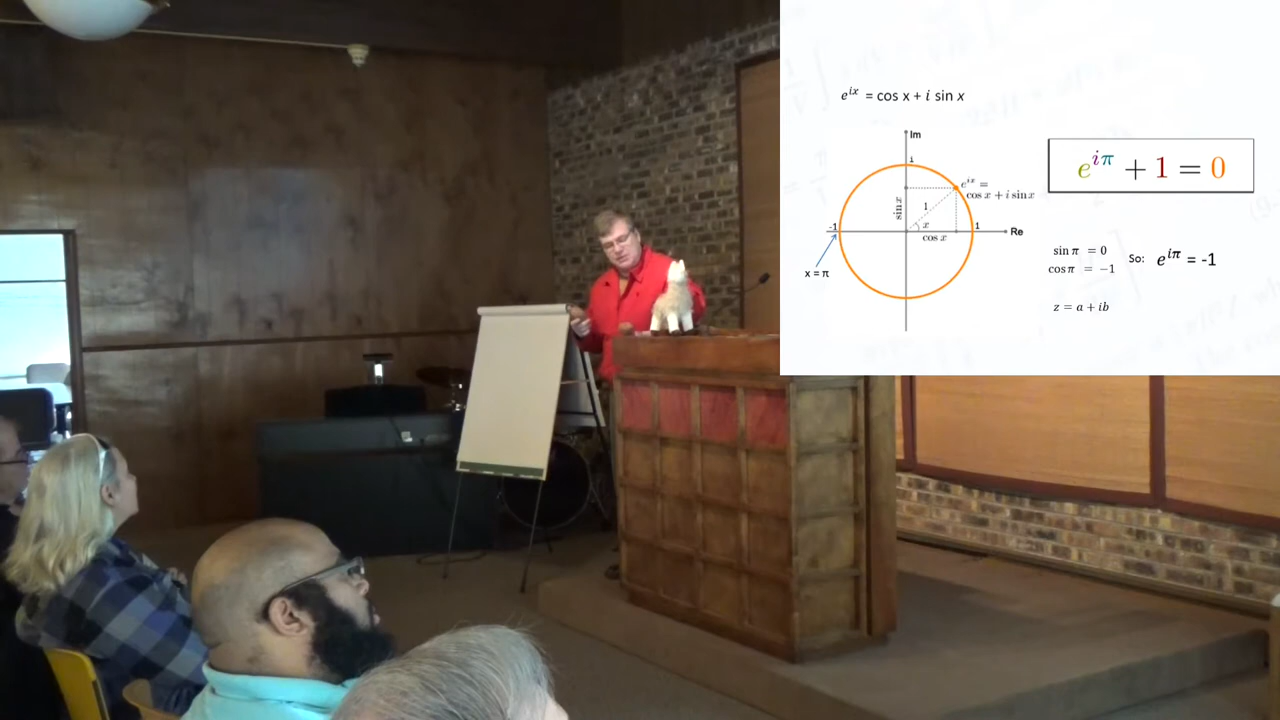 e^{ix} = cos x + i sin x
Im
1
e^{ix} =
cos x + i sin x
sin x
1
x
cos x
-1
1
Re
x = π
e^{iπ} + 1 = 0
sin π = 0
cos π = −1
So: e^{iπ} = -1
z = a + ib